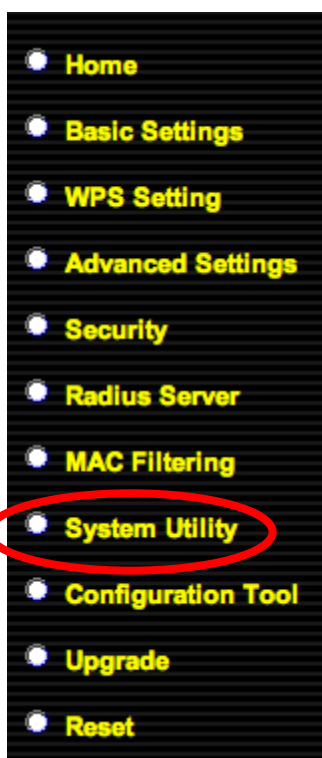 Home
Basic Settings
WPS Setting
Advanced Settings
Security
Radius Server
MAC Filtering
System Utility
Configuration Tool
Upgrade
Reset